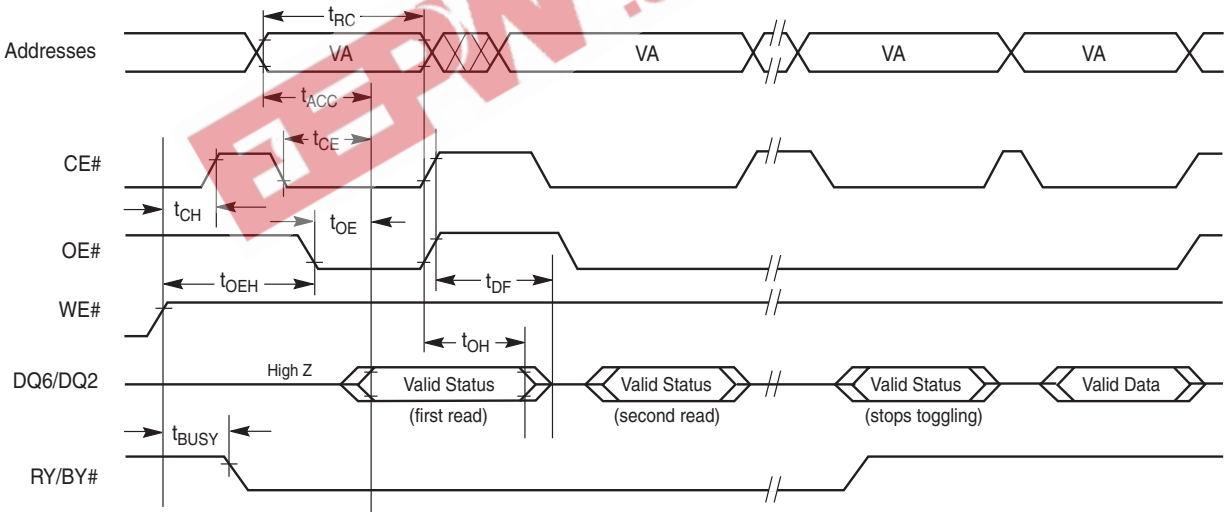 tRC
Addresses VA VA VA VA
tACC
tCE
CE#
tCH tOE
OE#
tOEH tDF
WE#
tOH
DQ6/DQ2 High Z Valid Status Valid Status Valid Status Valid Data
(first read) (second read) (stops toggling)
tBUSY
RY/BY#